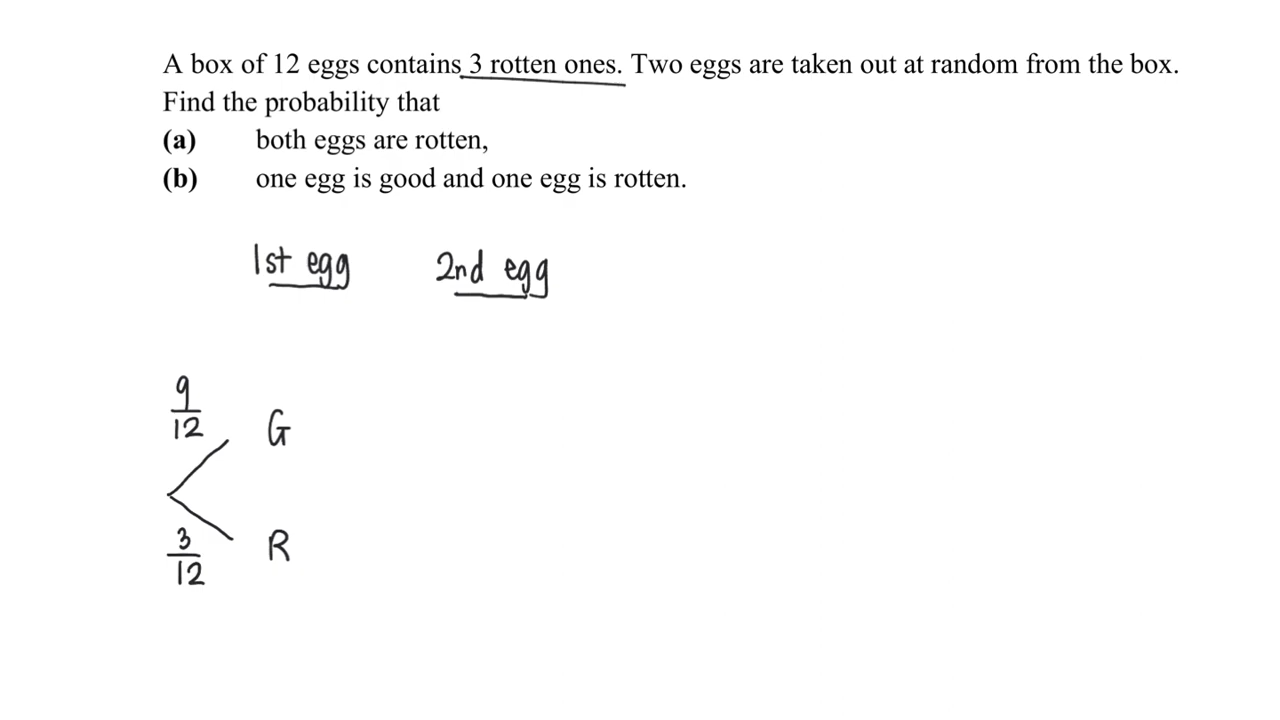 A box of 12 eggs contains 3 rotten ones. Two eggs are taken out at random from the box.
Find the probability that
(a) both eggs are rotten,
(b) one egg is good and one egg is rotten.
1st egg 2nd egg
9/12 G
3/12 R